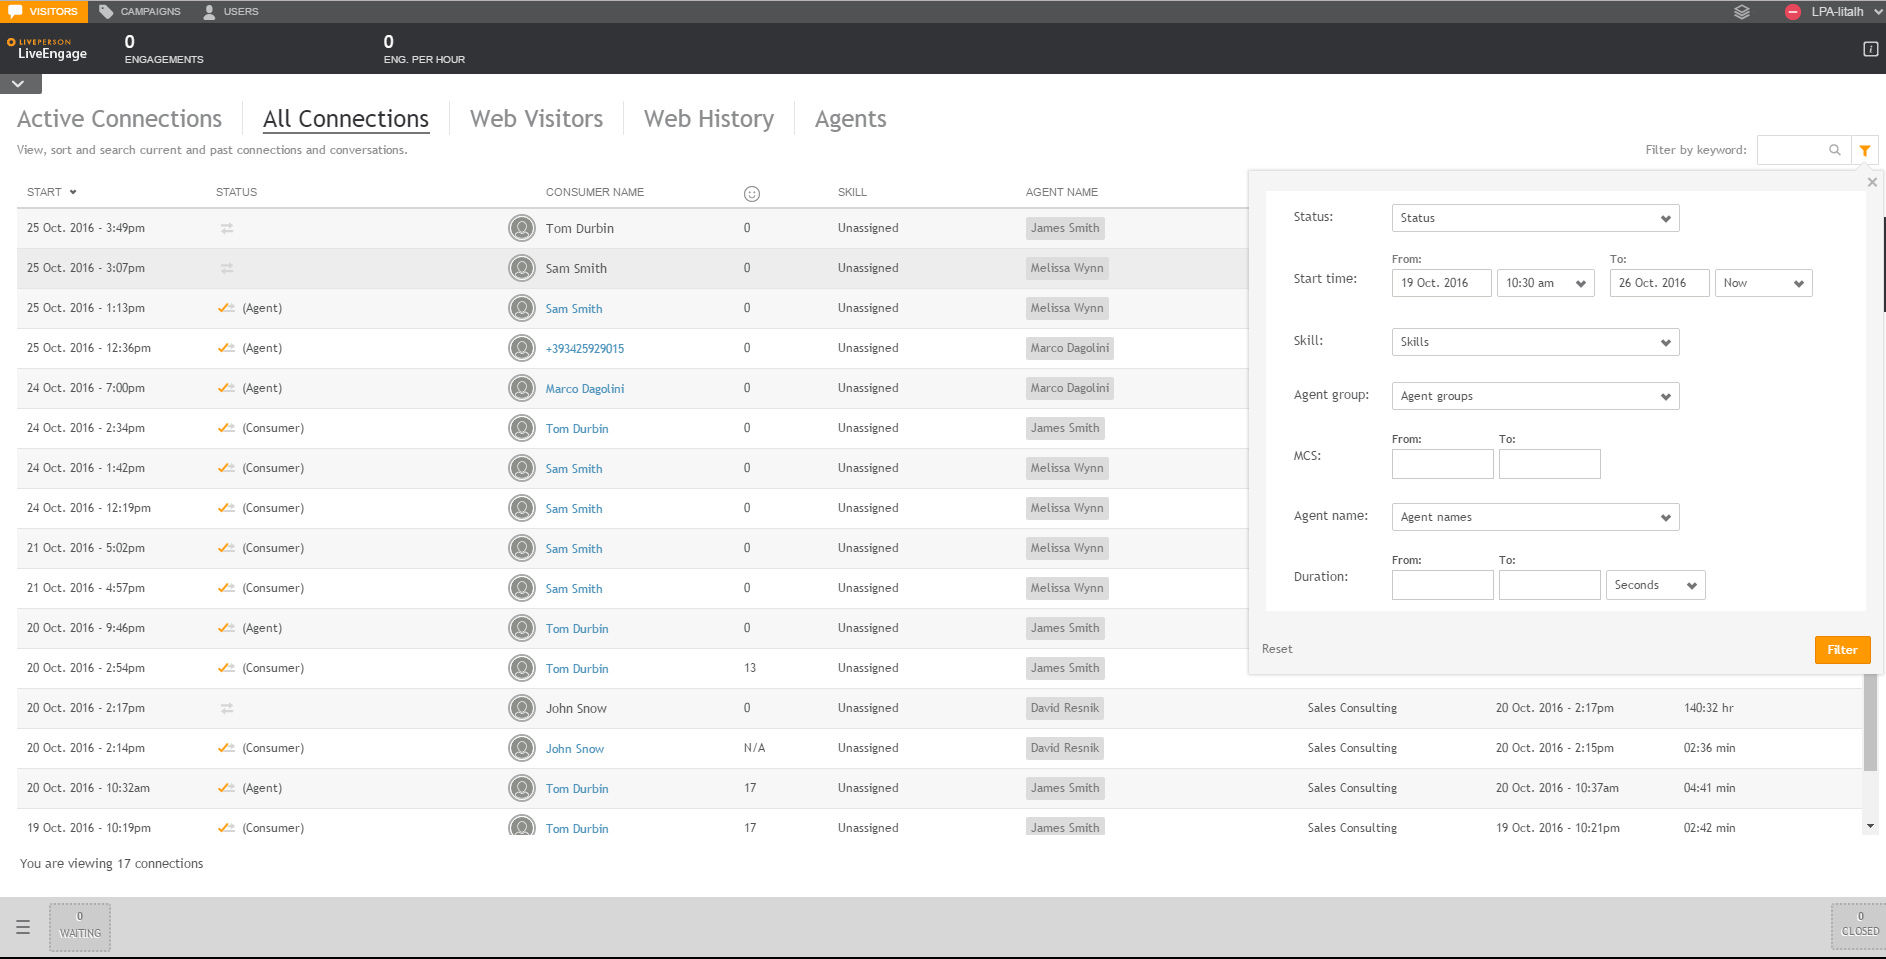 VISITORS CAMPAIGNS USERS LPA-litalh
LIVEPERSON
LiveEngage
0 0
ENGAGEMENTS ENG. PER HOUR
Active Connections All Connections Web Visitors Web History Agents
View, sort and search current and past connections and conversations. Filter by keyword:
START STATUS CONSUMER NAME SKILL AGENT NAME
25 Oct. 2016 - 3:49pm Tom Durbin 0 Unassigned James Smith
25 Oct. 2016 - 3:07pm Sam Smith 0 Unassigned Melissa Wynn
25 Oct. 2016 - 1:13pm (Agent) Sam Smith 0 Unassigned Melissa Wynn
25 Oct. 2016 - 12:36pm (Agent) +393425929015 0 Unassigned Marco Dagolini
24 Oct. 2016 - 7:00pm (Agent) Marco Dagolini 0 Unassigned Marco Dagolini
24 Oct. 2016 - 2:34pm (Consumer) Tom Durbin 0 Unassigned James Smith
24 Oct. 2016 - 1:42pm (Consumer) Sam Smith 0 Unassigned Melissa Wynn
24 Oct. 2016 - 12:19pm (Consumer) Sam Smith 0 Unassigned Melissa Wynn
21 Oct. 2016 - 5:02pm (Consumer) Sam Smith 0 Unassigned Melissa Wynn
21 Oct. 2016 - 4:57pm (Consumer) Sam Smith 0 Unassigned Melissa Wynn
20 Oct. 2016 - 9:46pm (Agent) Tom Durbin 0 Unassigned James Smith
20 Oct. 2016 - 2:54pm (Consumer) Tom Durbin 13 Unassigned James Smith
20 Oct. 2016 - 2:17pm John Snow 0 Unassigned David Resnik Sales Consulting 20 Oct. 2016 - 2:17pm 140:32 hr
20 Oct. 2016 - 2:14pm (Consumer) John Snow N/A Unassigned David Resnik Sales Consulting 20 Oct. 2016 - 2:15pm 02:36 min
20 Oct. 2016 - 10:32am (Agent) Tom Durbin 17 Unassigned James Smith Sales Consulting 20 Oct. 2016 - 10:37am 04:41 min
19 Oct. 2016 - 10:19pm (Consumer) Tom Durbin 17 Unassigned James Smith Sales Consulting 19 Oct. 2016 - 10:21pm 02:42 min
Status: Status
From: To:
Start time: 19 Oct. 2016 10:30 am 26 Oct. 2016 Now
Skill: Skills
Agent group: Agent groups
From: To:
MCS:
Agent name: Agent names
From: To:
Duration: Seconds
Reset Filter
You are viewing 17 connections
0 0
WAITING CLOSED